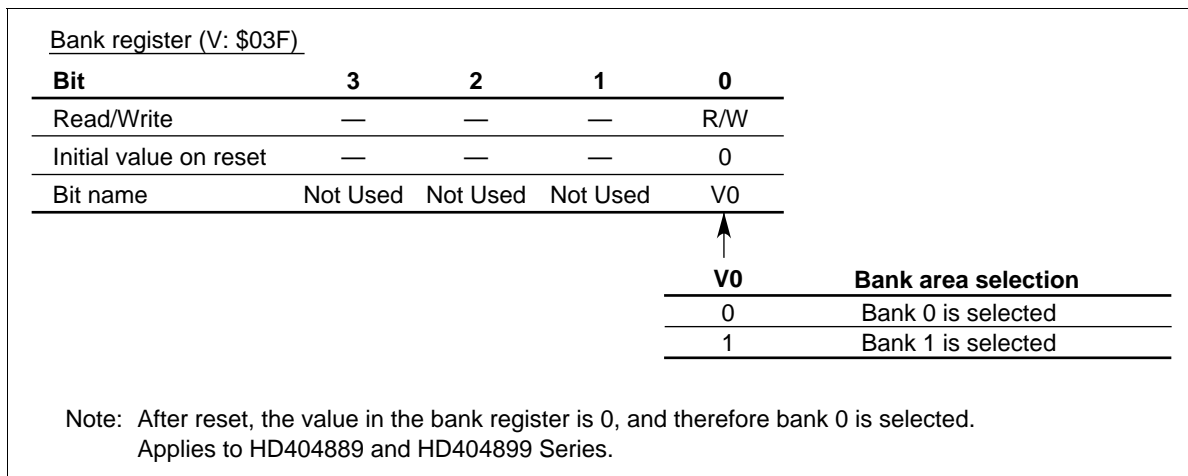 Bank register (V: $03F)
Bit 3 2 1 0
Read/Write — — — R/W
Initial value on reset — — — 0
Bit name Not Used Not Used Not Used V0
V0 Bank area selection
0 Bank 0 is selected
1 Bank 1 is selected
Note: After reset, the value in the bank register is 0, and therefore bank 0 is selected.
Applies to HD404889 and HD404899 Series.